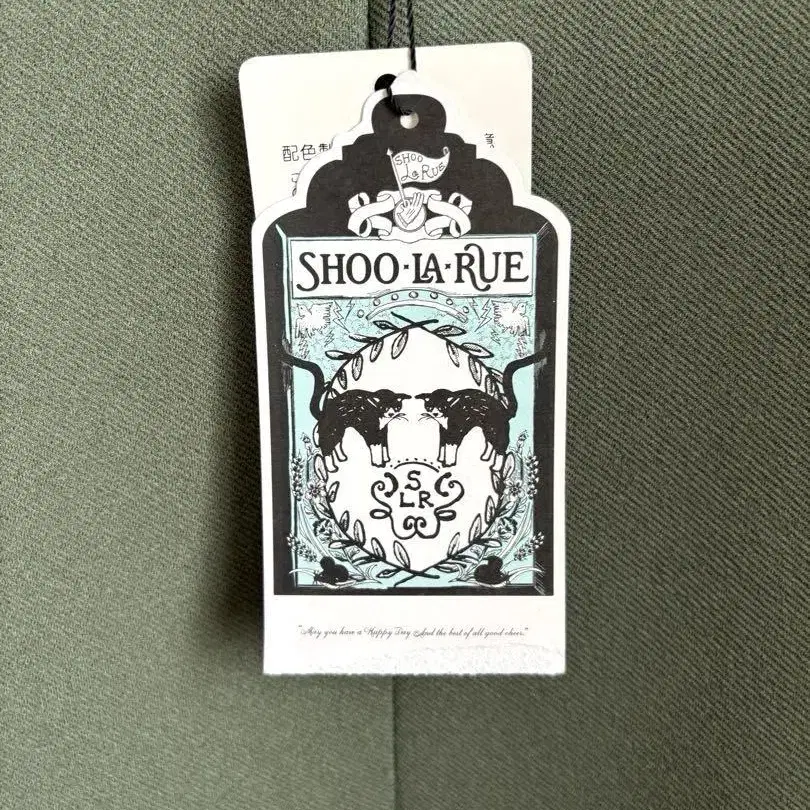 配色
SHOO
La Rue
SHOO·LA·RUE
S
LR
"May you have a Happy Day And the best of all good cheer."